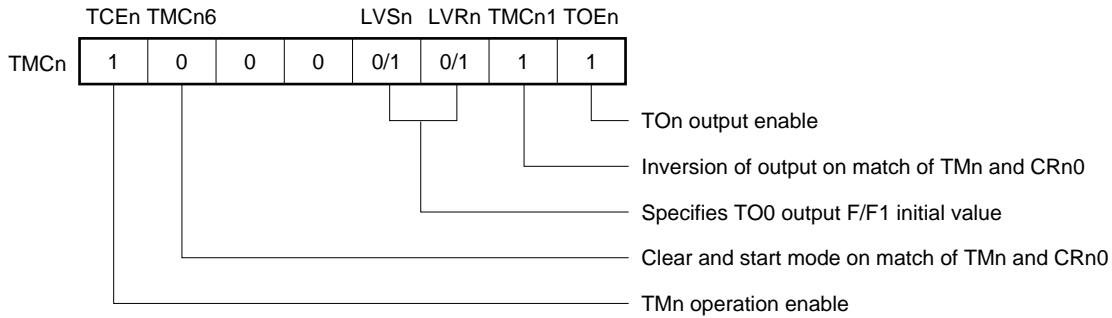 TCEn TMCn6 LVSn LVRn TMCn1 TOEn
TMCn 1 0 0 0 0/1 0/1 1 1
TOn output enable
Inversion of output on match of TMn and CRn0
Specifies TO0 output F/F1 initial value
Clear and start mode on match of TMn and CRn0
TMn operation enable